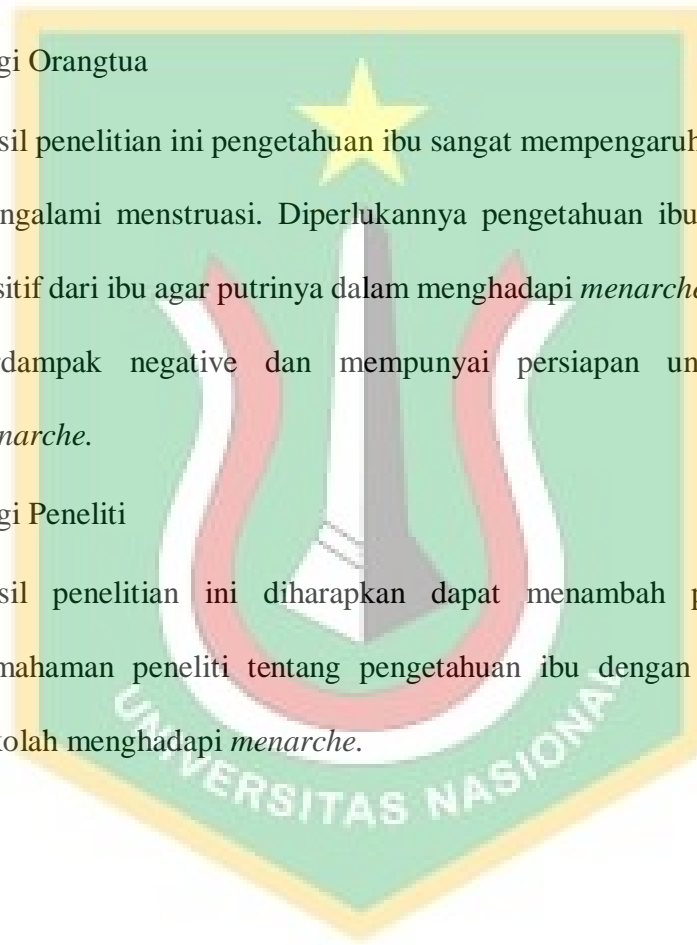 gi Orangtua
sil penelitian ini pengetahuan ibu sangat mempengaruh
ngalami menstruasi. Diperlukannya pengetahuan ibu
sitif dari ibu agar putrinya dalam menghadapi menarche
rdampak negative dan mempunyai persiapan un
narche.
gi Peneliti
sil penelitian ini diharapkan dapat menambah p
mahaman peneliti tentang pengetahuan ibu dengan
kolah menghadapi menarche.
UNIVERSITAS NASIONAL